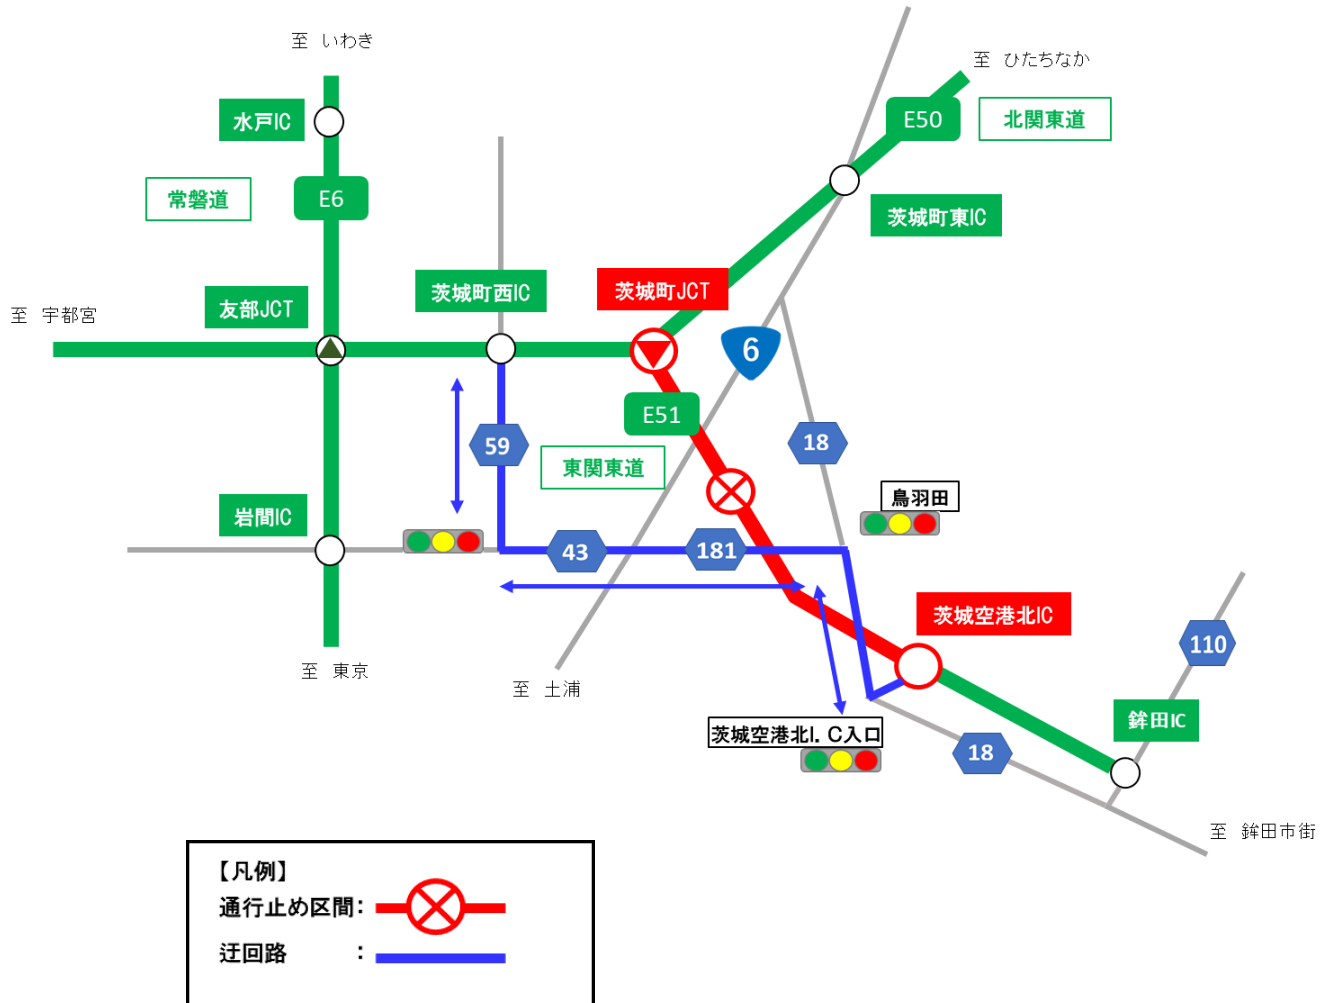 至 いわき
至 ひたちなか
水戸IC
E50
北関東道
常磐道
E6
茨城町東IC
茨城町西IC
茨城町JCT
友部JCT
至 宇都宮
6
E51
59
18
東関東道
鳥羽田
岩間IC
43
181
茨城空港北IC
110
至 東京
至 土浦
茨城空港北I.C入口
鉾田IC
18
至 鉾田市街
【凡例】
通行止め区間:
迂回路 :